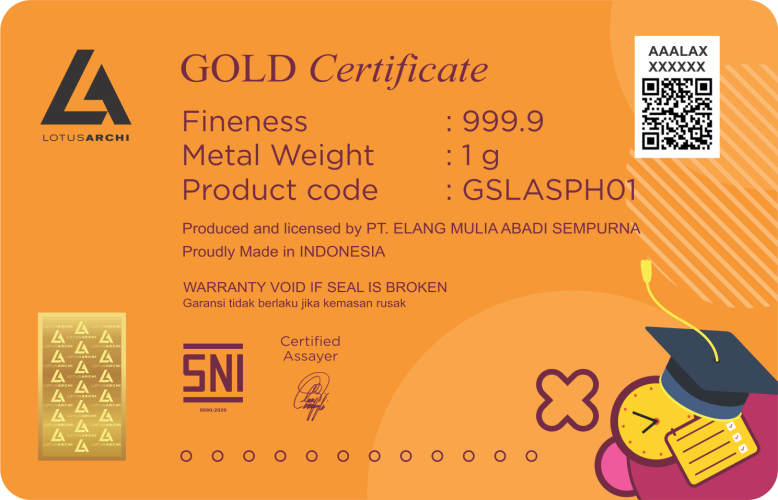 LOTUSARCHI
GOLD Certificate
AAALAX
XXXXXX
Fineness : 999.9
Metal Weight : 1 g
Product code : GSLASPH01
Produced and licensed by PT. ELANG MULIA ABADI SEMPURNA
Proudly Made in INDONESIA
WARRANTY VOID IF SEAL IS BROKEN
Garansi tidak berlaku jika kemasan rusak
SNI
Certified
Assayer